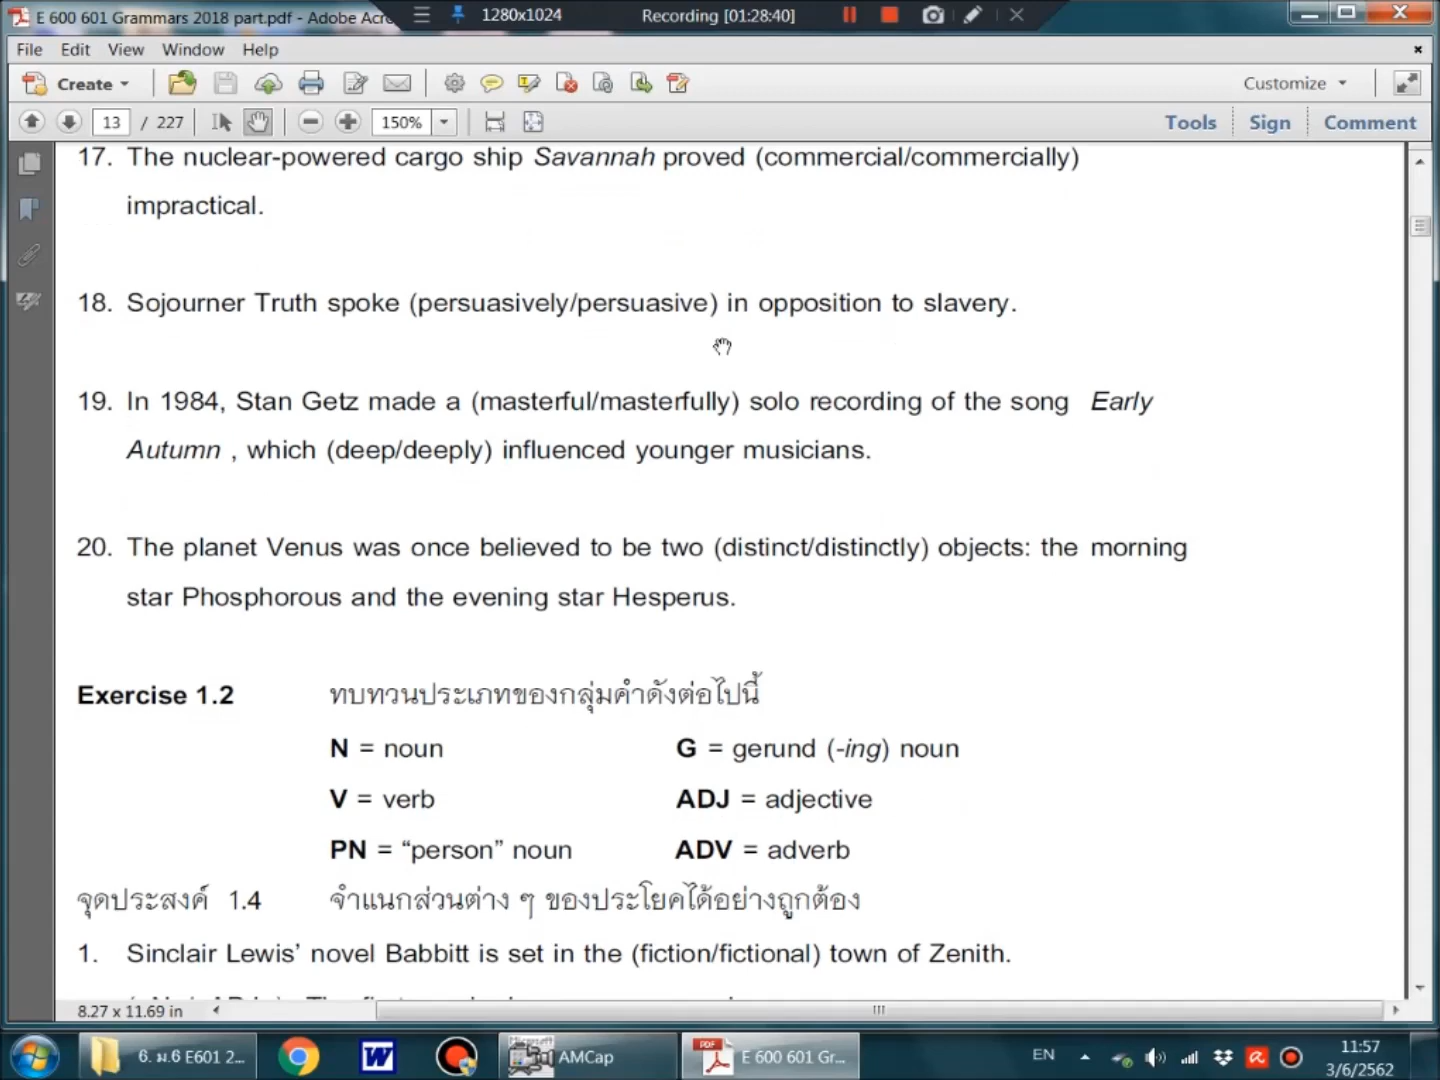 E 600 601 Grammars 2018 part.pdf - Adobe Acro
1280x1024
Recording [01:28:40]
File Edit View Window Help
Create
Customize
13 / 227
150%
Tools Sign Comment
17. The nuclear-powered cargo ship Savannah proved (commercial/commercially)
impractical.
18. Sojourner Truth spoke (persuasively/persuasive) in opposition to slavery.
19. In 1984, Stan Getz made a (masterful/masterfully) solo recording of the song Early
Autumn , which (deep/deeply) influenced younger musicians.
20. The planet Venus was once believed to be two (distinct/distinctly) objects: the morning
star Phosphorous and the evening star Hesperus.
Exercise 1.2 ทบทวนประเภทของกลุ่มคำดังต่อไปนี้
N = noun G = gerund (-ing) noun
V = verb ADJ = adjective
PN = “person” noun ADV = adverb
จุดประสงค์ 1.4 จำแนกส่วนต่าง ๆ ของประโยคได้อย่างถูกต้อง
1. Sinclair Lewis’ novel Babbitt is set in the (fiction/fictional) town of Zenith.
8.27 x 11.69 in
6. ม.6 E601 2...
AMCap
E 600 601 Gr...
EN
11:57
3/6/2562